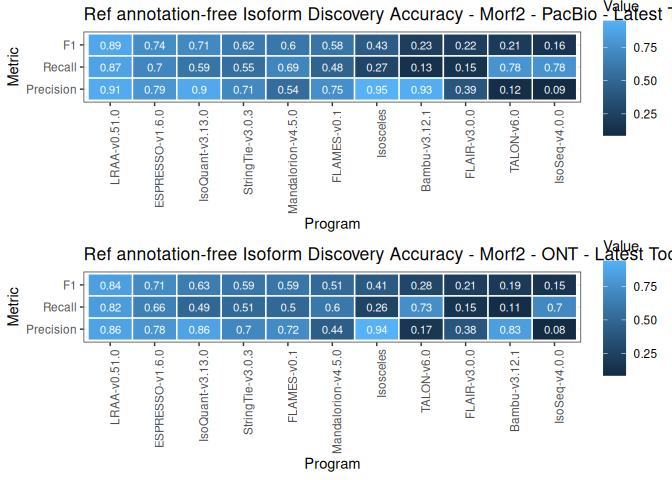 Ref annotation-free Isoform Discovery Accuracy - Morf2 - PacBio - Latest T
Value
F1 0.89 0.74 0.71 0.62 0.6 0.58 0.43 0.23 0.22 0.21 0.16
Recall 0.87 0.7 0.59 0.55 0.69 0.48 0.27 0.13 0.15 0.78 0.78
Precision 0.91 0.79 0.9 0.71 0.54 0.75 0.95 0.93 0.39 0.12 0.09
Metric
0.75
0.50
0.25
LRAA-v0.51.0
ESPRESSO-v1.6.0
IsoQuant-v3.13.0
StringTie-v3.0.3
Mandalorion-v4.5.0
FLAMES-v0.1
Isosceles
Bambu-v3.12.1
FLAIR-v3.0.0
TALON-v6.0
IsoSeq-v4.0.0
Program
Ref annotation-free Isoform Discovery Accuracy - Morf2 - ONT - Latest Too
Value
F1 0.84 0.71 0.63 0.59 0.59 0.51 0.41 0.28 0.21 0.19 0.15
Recall 0.82 0.66 0.49 0.51 0.5 0.6 0.26 0.73 0.15 0.11 0.7
Precision 0.86 0.78 0.86 0.7 0.72 0.44 0.94 0.17 0.38 0.83 0.08
Metric
0.75
0.50
0.25
LRAA-v0.51.0
ESPRESSO-v1.6.0
IsoQuant-v3.13.0
StringTie-v3.0.3
FLAMES-v0.1
Mandalorion-v4.5.0
Isosceles
TALON-v6.0
FLAIR-v3.0.0
Bambu-v3.12.1
IsoSeq-v4.0.0
Program